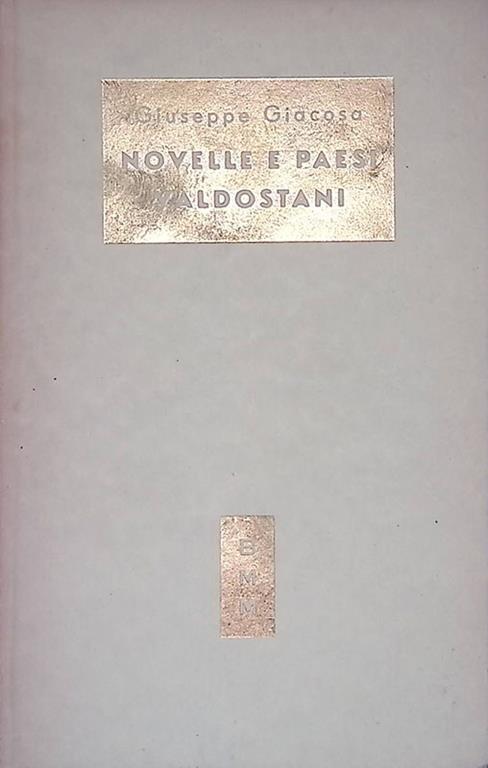 Giuseppe Giacosa
NOVELLE E PAESI
VALDOSTANI
B
M
M